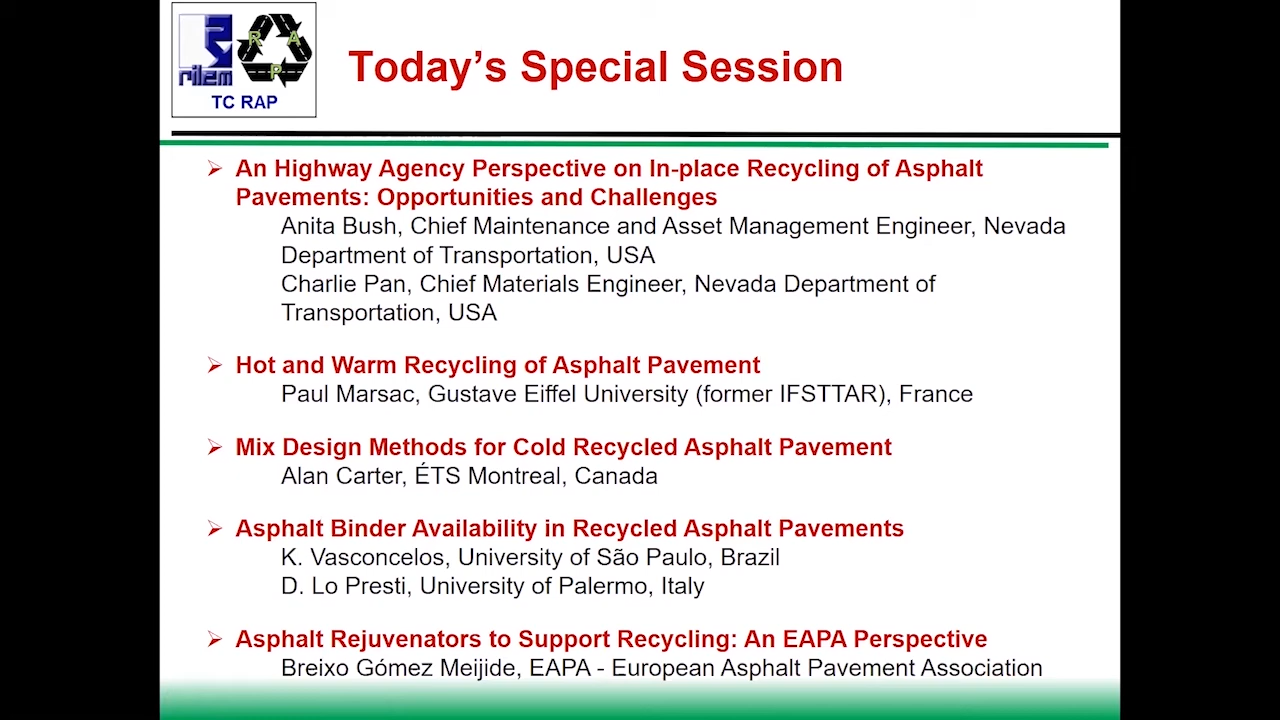 rilem
R A P
TC RAP
Today's Special Session
An Highway Agency Perspective on In-place Recycling of Asphalt
Pavements: Opportunities and Challenges
Anita Bush, Chief Maintenance and Asset Management Engineer, Nevada
Department of Transportation, USA
Charlie Pan, Chief Materials Engineer, Nevada Department of
Transportation, USA
Hot and Warm Recycling of Asphalt Pavement
Paul Marsac, Gustave Eiffel University (former IFSTTAR), France
Mix Design Methods for Cold Recycled Asphalt Pavement
Alan Carter, ÉTS Montreal, Canada
Asphalt Binder Availability in Recycled Asphalt Pavements
K. Vasconcelos, University of São Paulo, Brazil
D. Lo Presti, University of Palermo, Italy
Asphalt Rejuvenators to Support Recycling: An EAPA Perspective
Breixo Gómez Meijide, EAPA - European Asphalt Pavement Association